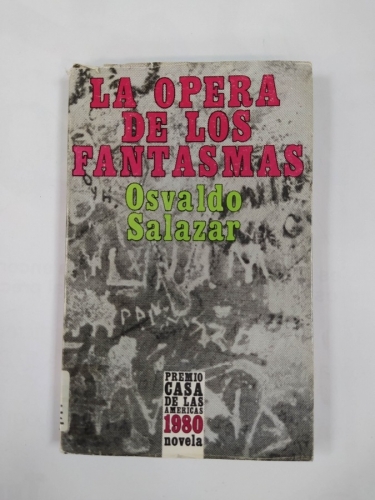 LA OPERA
DE LOS
FANTASMAS
Osvaldo
Salazar
PREMIO
CASA
DE LAS
AMERICAS
1980
novela